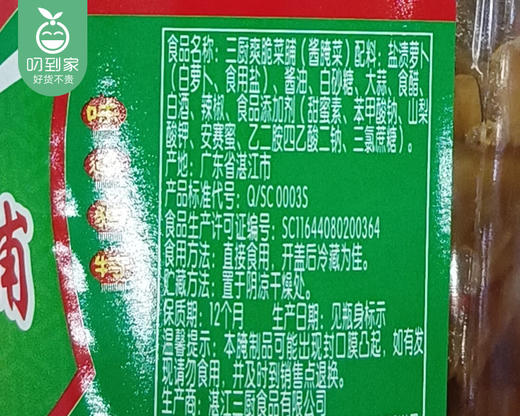 叨到家
好货不贵
食品名称：三厨爽脆菜脯（酱腌菜）配料：盐渍萝卜
（白萝卜、食用盐）、酱油、白砂糖、大蒜、食醋、
白酒、辣椒、食品添加剂（甜蜜素、苯甲酸钠、山梨
酸钾、安赛蜜、乙二胺四乙酸二钠、三氯蔗糖）。
产地：广东省湛江市
产品标准代号：Q/SC 0003S
食品生产许可证编号：SC11644080200364
食用方法：直接食用，开盖后冷藏为佳。
贮藏方法：置于阴凉干燥处。
保质期：12个月 生产日期：见瓶身标示
温馨提示：本腌制品可能出现封口膜凸起，如有发
现请勿食用，并及时到销售点退换。
生产商：湛江三厨食品有限公司
味
独
特
脯